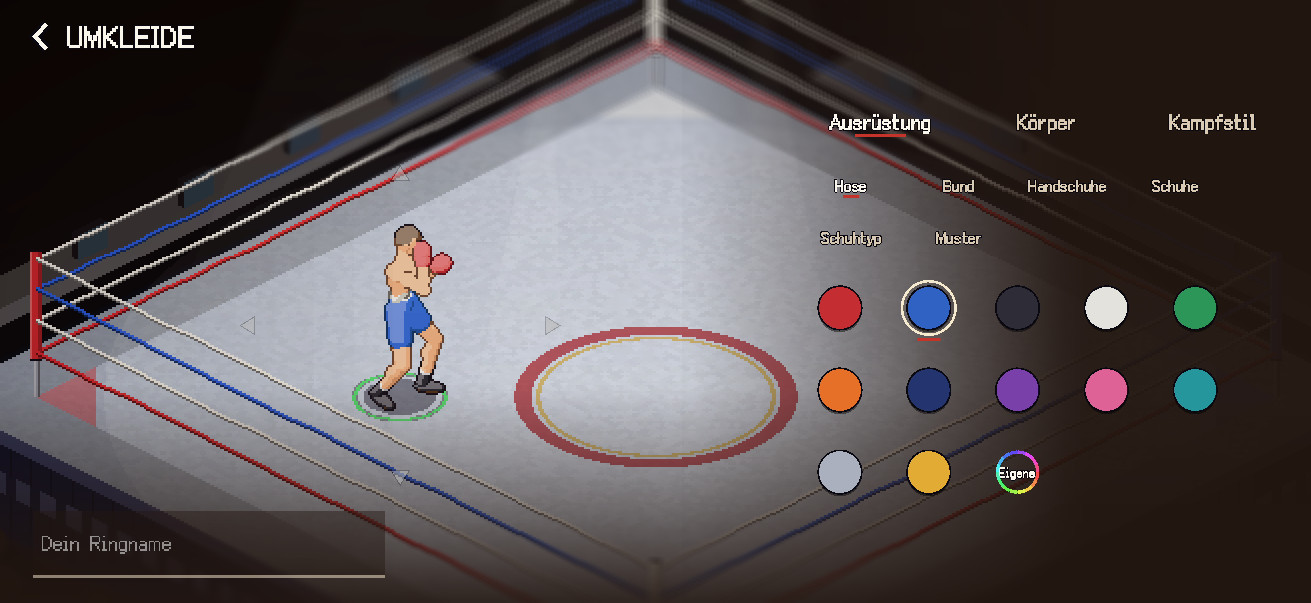 UMKLEIDE
Ausrüstung Körper Kampfstil
Hose Bund Handschuhe Schuhe
Schuhtyp Muster
Eigene
Dein Ringname